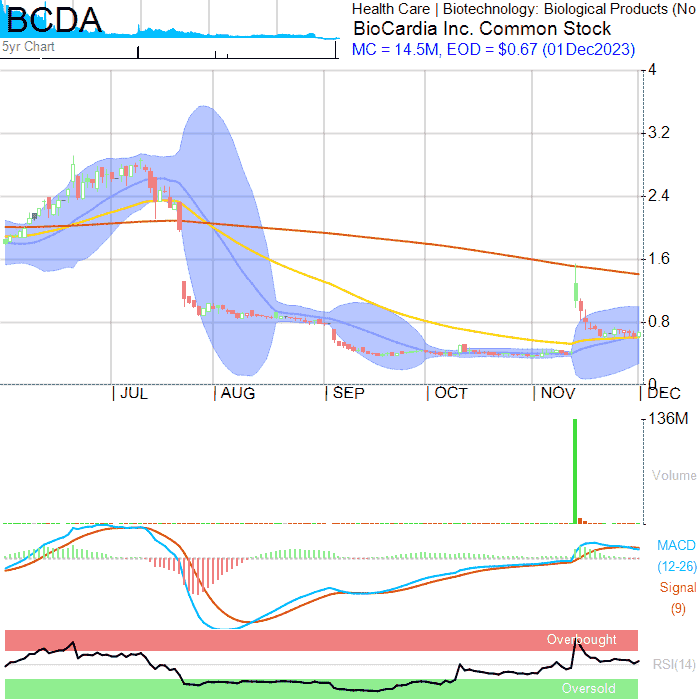 BCDA
Health Care | Biotechnology: Biological Products (No
BioCardia Inc. Common Stock
5yr Chart
MC = 14.5M, EOD = $0.67 (01Dec2023)
4
3.2
2.4
1.6
0.8
0
JUL AUG SEP OCT NOV DEC
136M
Volume
MACD
(12-26)
Signal
(9)
Overbought
RSI(14)
Oversold